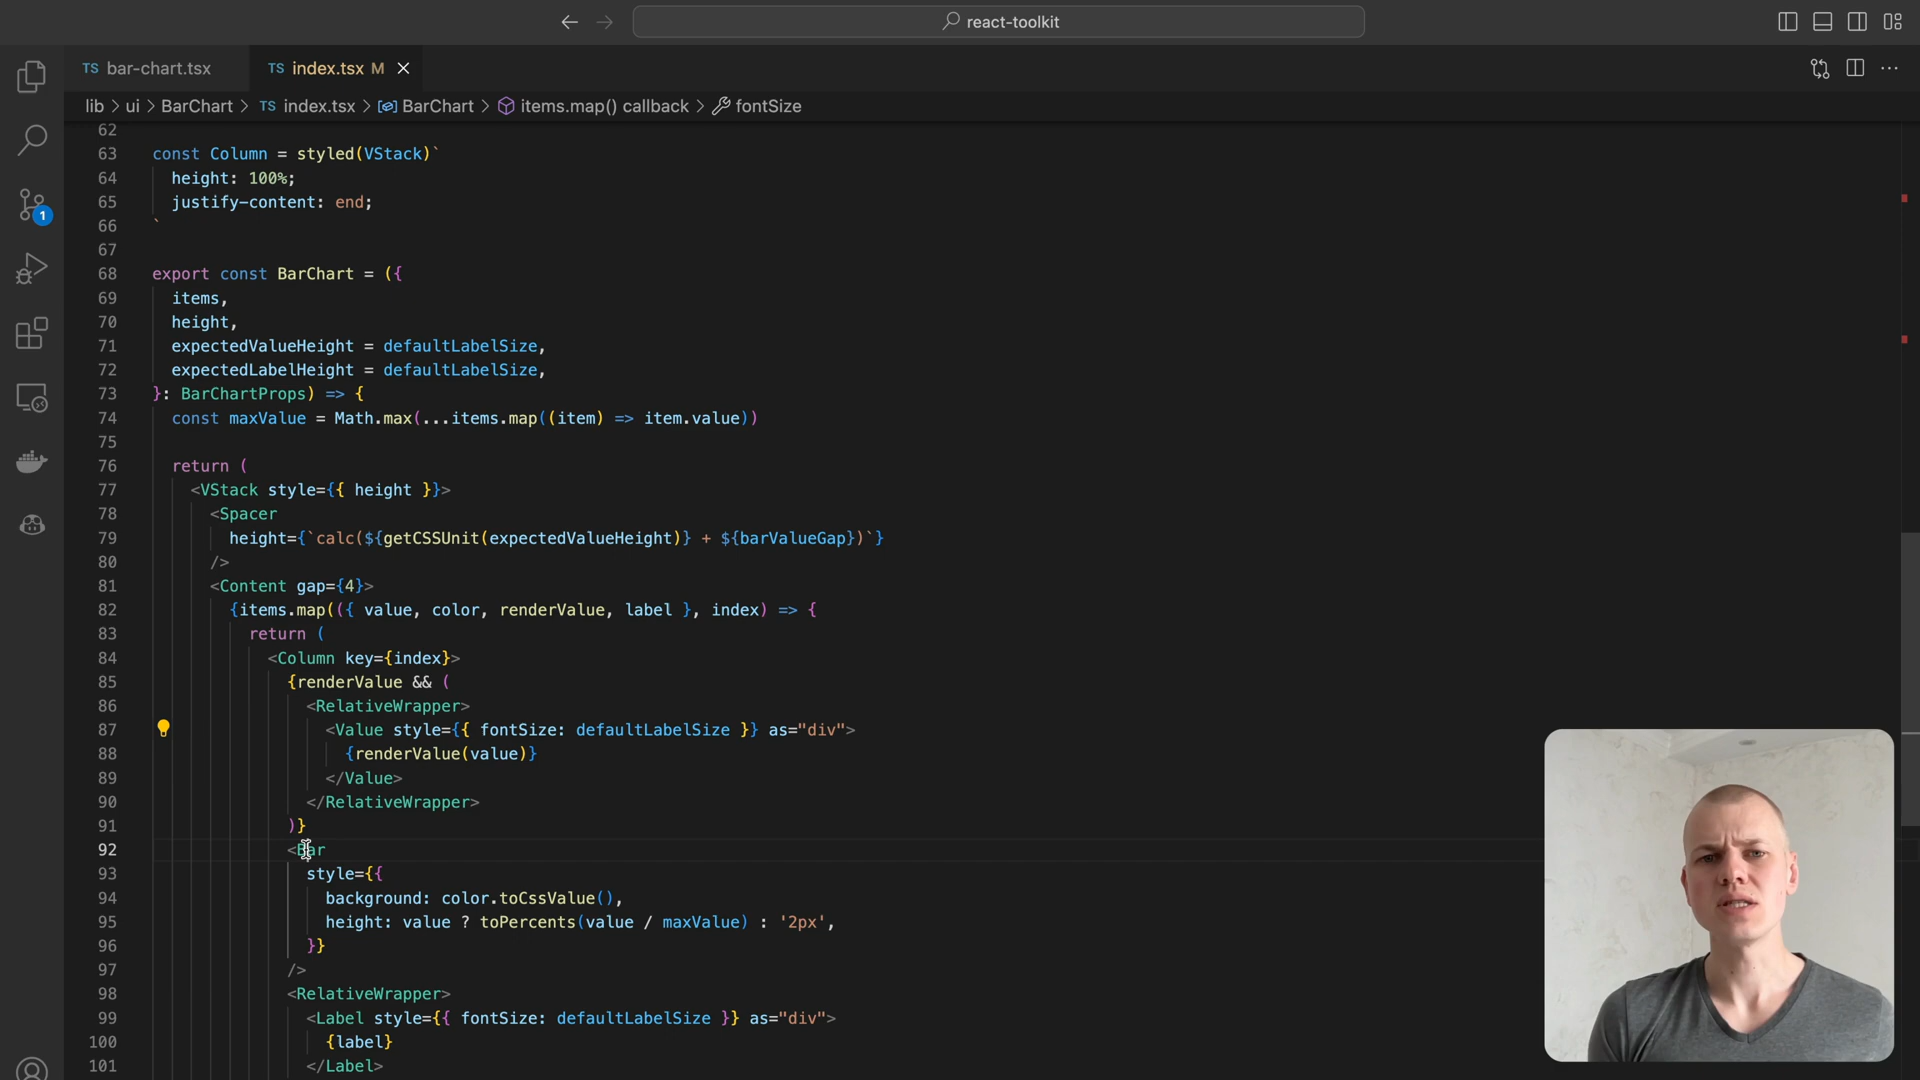 react-toolkit
TS bar-chart.tsx
TS index.tsx M
lib > ui > BarChart > TS index.tsx > BarChart > items.map() callback > fontSize
62
63 const Column = styled(VStack)`
64 height: 100%;
65 justify-content: end;
66 `
67
68 export const BarChart = ({
69 items,
70 height,
71 expectedValueHeight = defaultLabelSize,
72 expectedLabelHeight = defaultLabelSize,
73 }: BarChartProps) => {
74 const maxValue = Math.max(...items.map((item) => item.value))
75
76 return (
77 <VStack style={{ height }}>
78 <Spacer
79 height={`calc(${getCSSUnit(expectedValueHeight)} + ${barValueGap})`}
80 />
81 <Content gap={4}>
82 {items.map(({ value, color, renderValue, label }, index) => {
83 return (
84 <Column key={index}>
85 {renderValue && (
86 <RelativeWrapper>
87 <Value style={{ fontSize: defaultLabelSize }} as="div">
88 {renderValue(value)}
89 </Value>
90 </RelativeWrapper>
91 )}
92 <Bar
93 style={{
94 background: color.toCssValue(),
95 height: value ? toPercents(value / maxValue) : '2px',
96 }}
97 />
98 <RelativeWrapper>
99 <Label style={{ fontSize: defaultLabelSize }} as="div">
100 {label}
101 </Label>
1